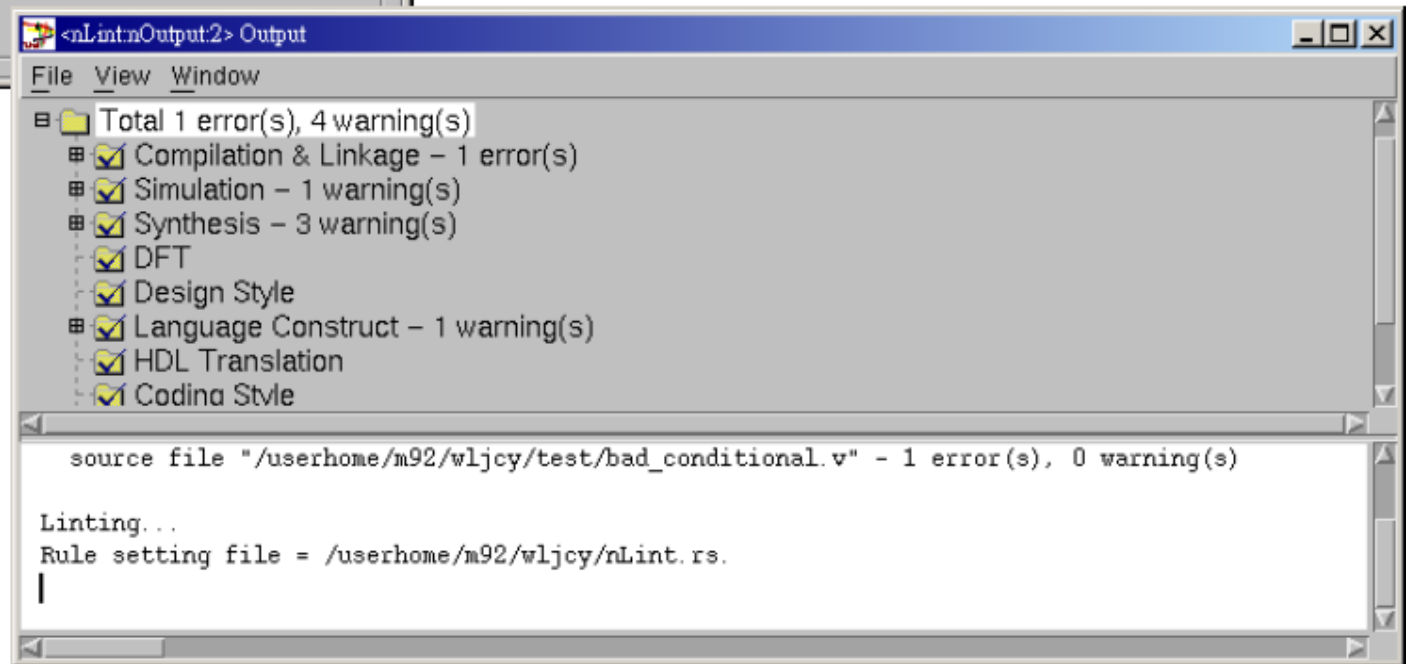 <nLint:nOutput:2> Output
File View Window
Total 1 error(s), 4 warning(s)
Compilation & Linkage – 1 error(s)
Simulation – 1 warning(s)
Synthesis – 3 warning(s)
DFT
Design Style
Language Construct – 1 warning(s)
HDL Translation
Coding Style
source file "/userhome/m92/wljcy/test/bad_conditional.v" - 1 error(s), 0 warning(s)
Linting...
Rule setting file = /userhome/m92/wljcy/nLint.rs.